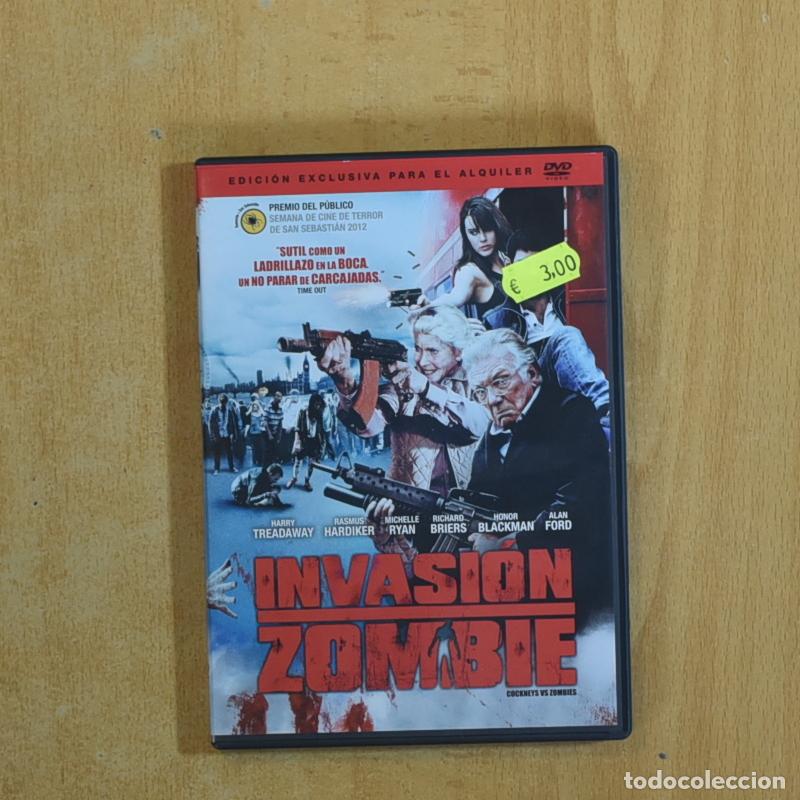 EDICIÓN EXCLUSIVA PARA EL ALQUILER DVD
VIDEO
PREMIO DEL PÚBLICO
SEMANA DE CINE DE TERROR
DE SAN SEBASTIÁN 2012
"SUTIL COMO UN
LADRILLAZO EN LA BOCA.
UN NO PARAR DE CARCAJADAS."
TIME OUT
€ 3,00
HARRY TREADAWAY
RASMUS HARDIKER
MICHELLE RYAN
RICHARD BRIERS
HONOR BLACKMAN
ALAN FORD
INVASIÓN
ZOMBIE
COCKNEYS VS ZOMBIES
todocoleccion